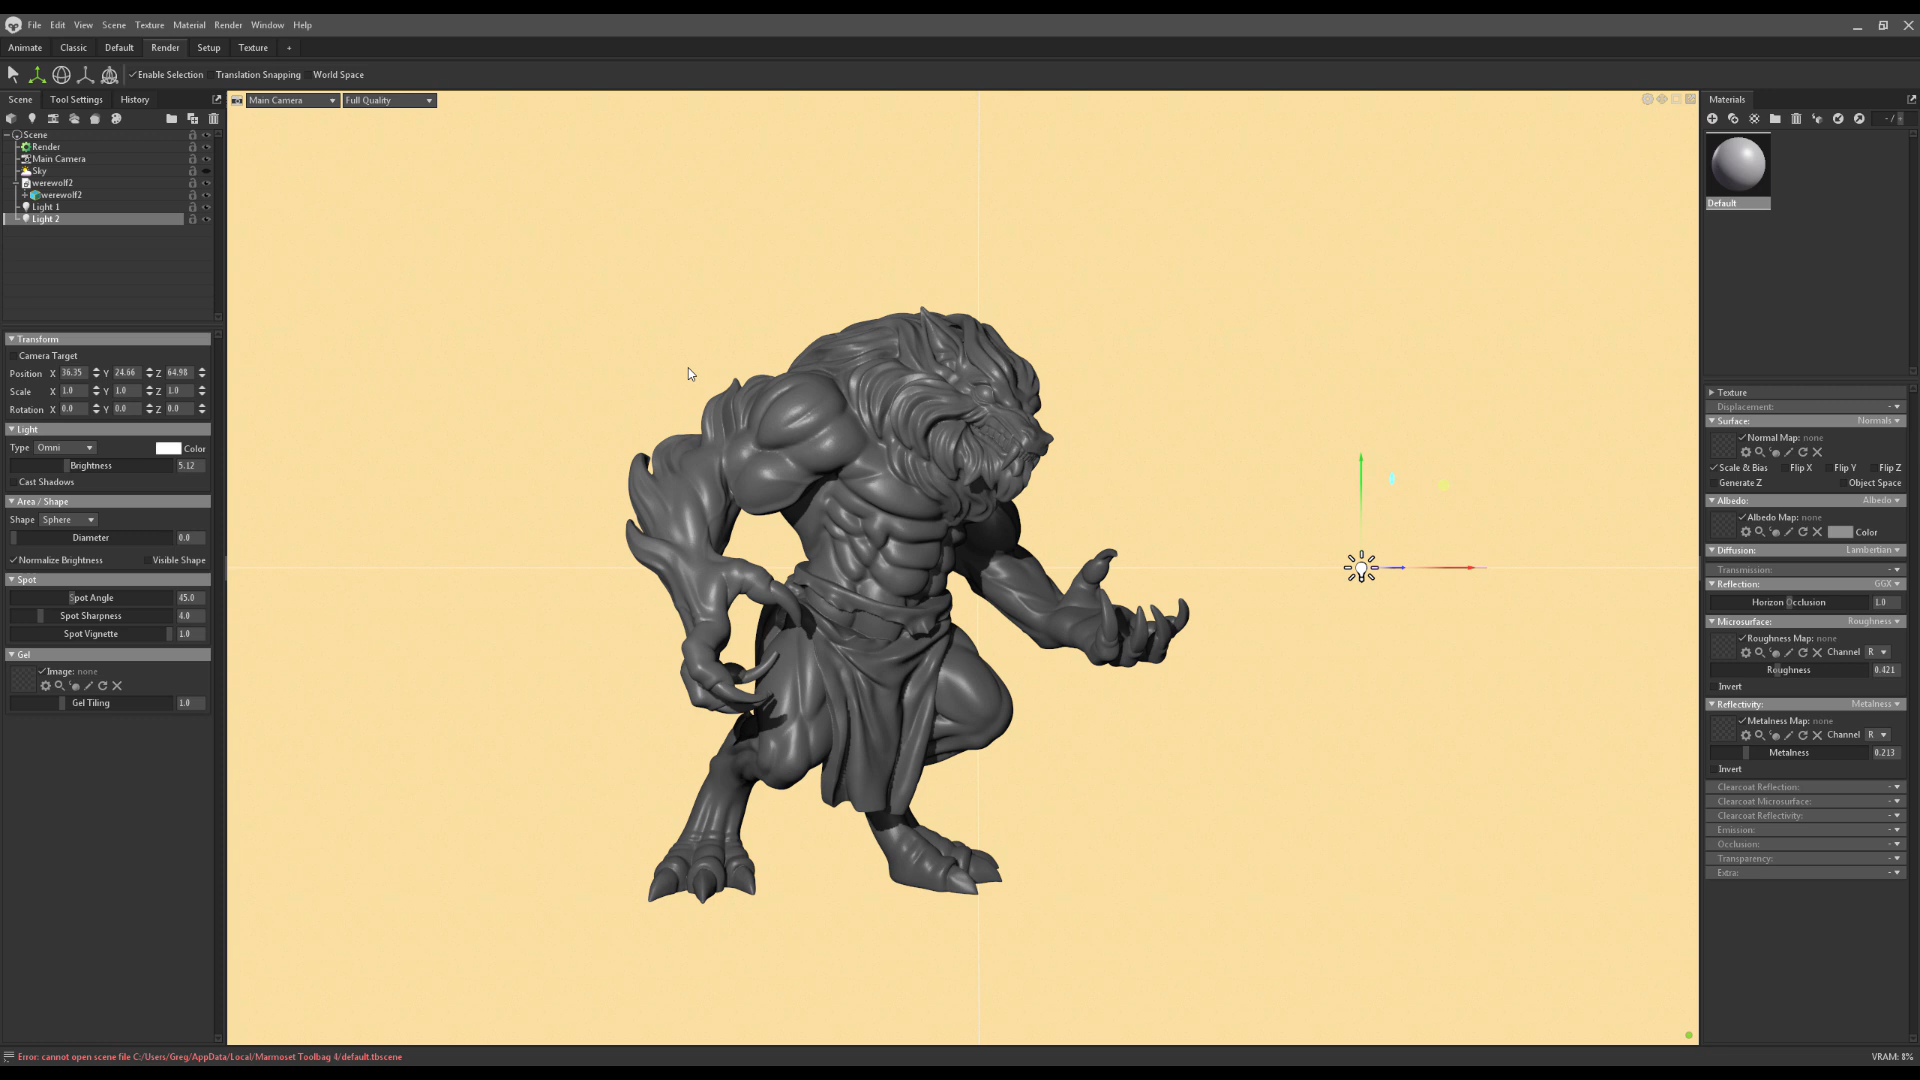 File Edit View Scene Texture Material Render Window Help
Animate Classic Default Render Setup Texture +
Enable Selection Translation Snapping World Space
Scene Tool Settings History
Main Camera Full Quality
Materials
Scene
Render
Main Camera
Sky
werewolf2
werewolf2
Light 1
Light 2
Transform
Camera Target
Position X 36.35 Y 24.66 Z 64.98
Scale X 1.0 Y 1.0 Z 1.0
Rotation X 0.0 Y 0.0 Z 0.0
Light
Type Omni Color
Brightness 5.12
Cast Shadows
Area / Shape
Shape Sphere
Diameter 0.0
Normalize Brightness Visible Shape
Spot
Spot Angle 45.0
Spot Sharpness 4.0
Spot Vignette 1.0
Gel
Image: none
Gel Tiling 1.0
Default
Texture
Displacement: -
Surface: Normals
Normal Map: none
Scale & Bias Flip X Flip Y Flip Z
Generate Z Object Space
Albedo: Albedo
Albedo Map: none
Color
Diffusion: Lambertian
Transmission: -
Reflection: GGX
Horizon Occlusion 1.0
Microsurface: Roughness
Roughness Map: none
Channel R
Roughness 0.421
Invert
Reflectivity: Metalness
Metalness Map: none
Channel R
Metalness 0.213
Invert
Clearcoat Reflection: -
Clearcoat Microsurface: -
Clearcoat Reflectivity: -
Emission: -
Occlusion: -
Transparency: -
Extra: -
Error: cannot open scene file C:/Users/Greg/AppData/Local/Marmoset Toolbag 4/default.tbscene
VRAM: 8%